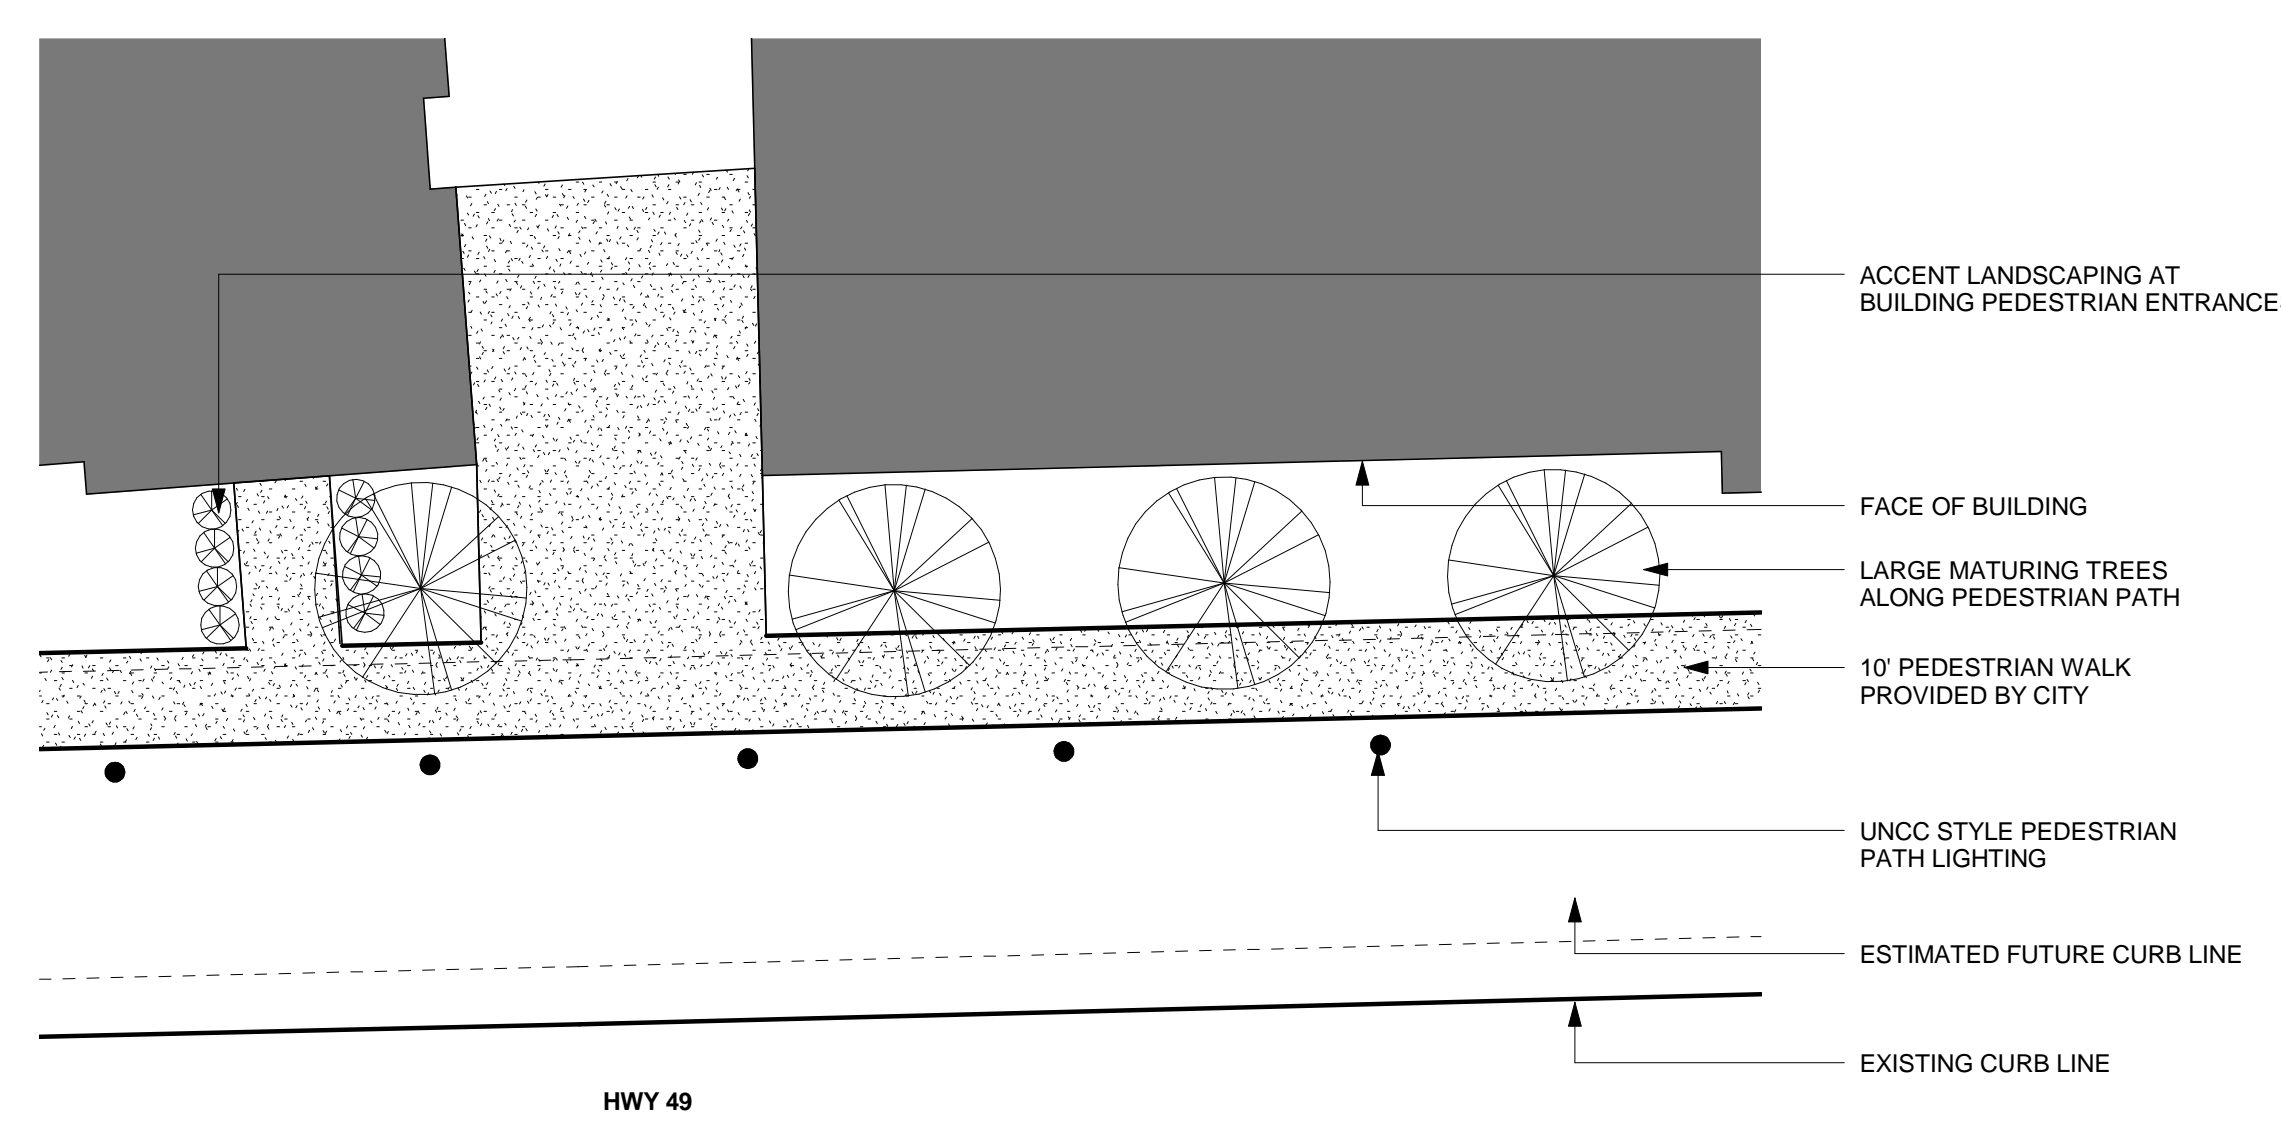 ACCENT LANDSCAPING AT
BUILDING PEDESTRIAN ENTRANCE
FACE OF BUILDING
LARGE MATURING TREES
ALONG PEDESTRIAN PATH
10' PEDESTRIAN WALK
PROVIDED BY CITY
UNCC STYLE PEDESTRIAN
PATH LIGHTING
ESTIMATED FUTURE CURB LINE
EXISTING CURB LINE
HWY 49